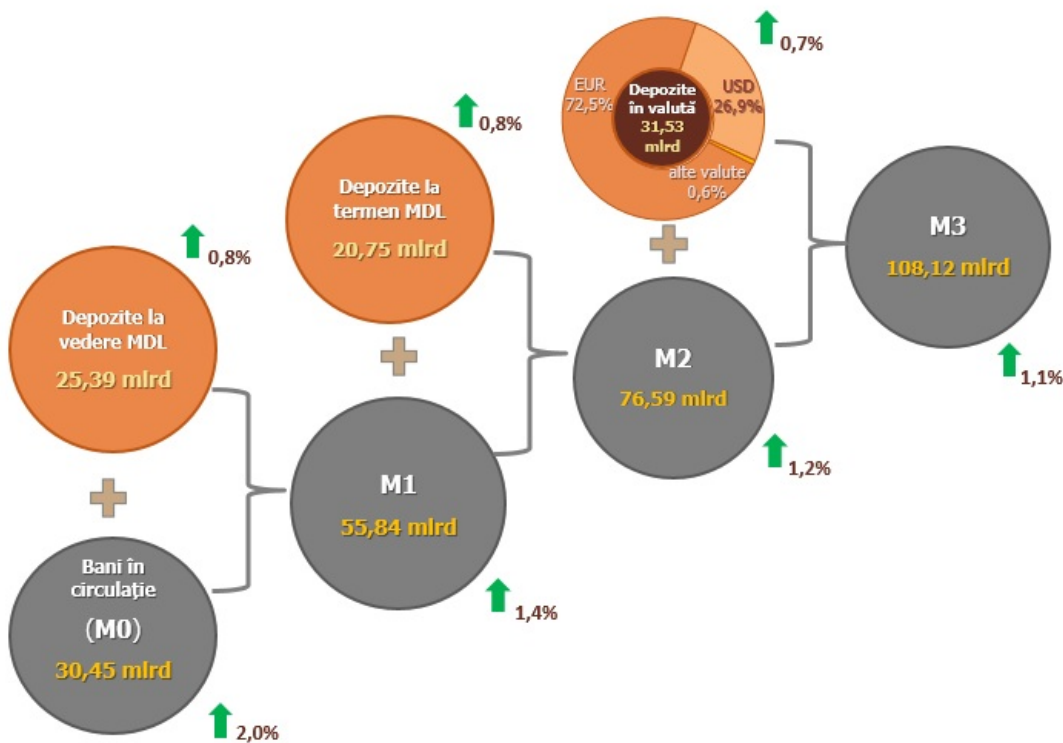 0,7%
EUR
72,5%
USD
26,9%
Depozite
în valută
31,53
mlrd
alte valute
0,6%
0,8%
Depozite la
termen MDL
20,75 mlrd
M3
108,12 mlrd
1,1%
0,8%
Depozite la
vedere MDL
25,39 mlrd
M2
76,59 mlrd
1,2%
M1
55,84 mlrd
1,4%
Bani în
circulație
(M0)
30,45 mlrd
2,0%